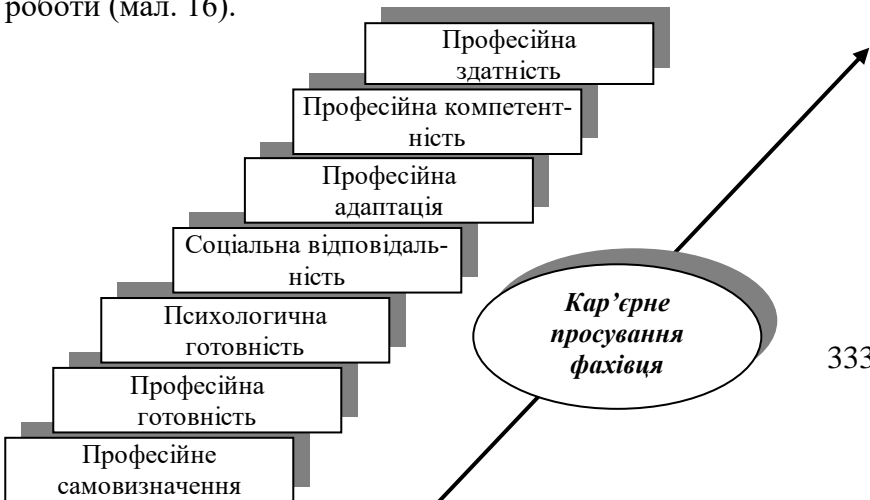 роботи (мал. 16).
Професійна
здатність
Професійна компетент-
ність
Професійна
адаптація
Соціальна відповідаль-
ність
Психологична
готовність
Професійна
готовність
Професійне
самовизначення
Кар’єрне
просування
фахівця
333